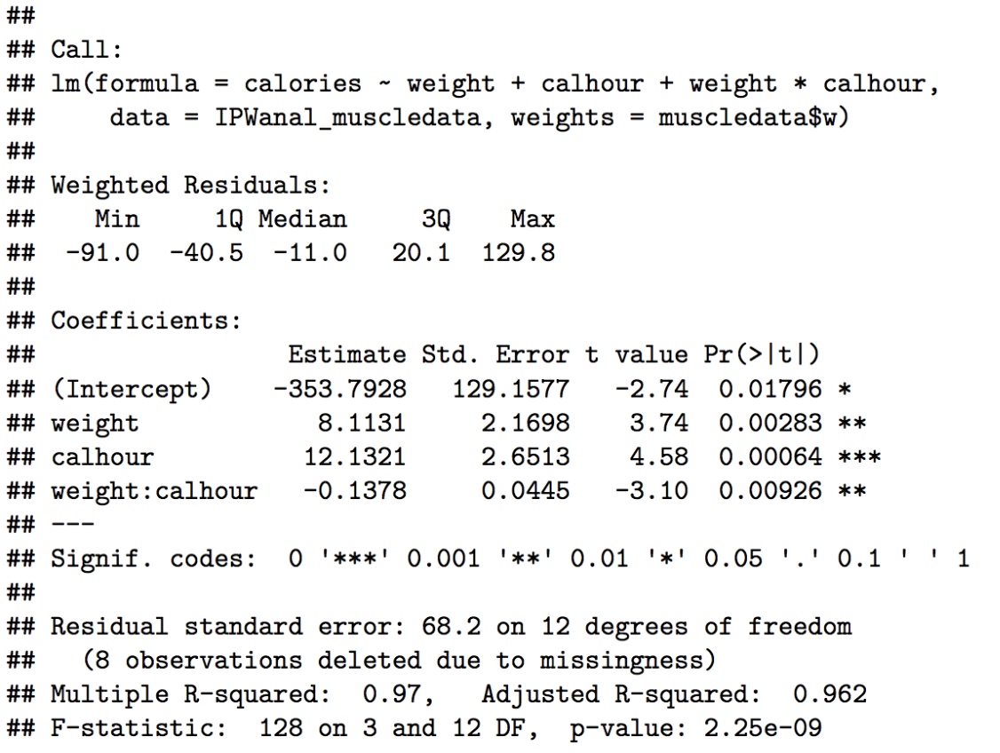 ##
## Call:
## lm(formula = calories ~ weight + calhour + weight * calhour,
##     data = IPWanal_muscledata, weights = muscledata$w)
##
## Weighted Residuals:
##    Min     1Q Median     3Q    Max
##  -91.0  -40.5  -11.0   20.1  129.8
##
## Coefficients:
##                 Estimate Std. Error t value Pr(>|t|)
## (Intercept)    -353.7928   129.1577   -2.74  0.01796 *
## weight            8.1131     2.1698    3.74  0.00283 **
## calhour          12.1321     2.6513    4.58  0.00064 ***
## weight:calhour   -0.1378     0.0445   -3.10  0.00926 **
## ---
## Signif. codes:  0 '***' 0.001 '**' 0.01 '*' 0.05 '.' 0.1 ' ' 1
##
## Residual standard error: 68.2 on 12 degrees of freedom
##   (8 observations deleted due to missingness)
## Multiple R-squared:  0.97,   Adjusted R-squared:  0.962
## F-statistic:  128 on 3 and 12 DF,  p-value: 2.25e-09